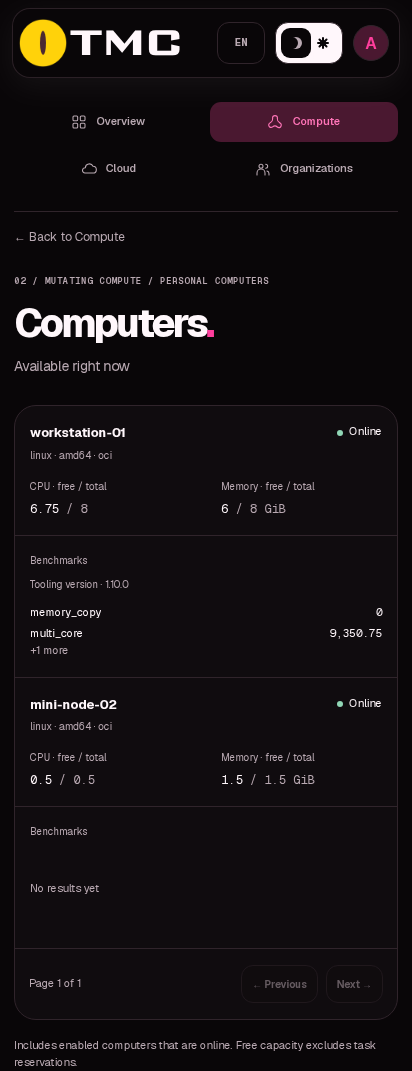 TMC
EN
A
Overview
Compute
Cloud
Organizations
← Back to Compute
02 / MUTATING COMPUTE / PERSONAL COMPUTERS
Computers.
Available right now
workstation-01
Online
linux · amd64 · oci
CPU · free / total
Memory · free / total
6.75 / 8
6 / 8 GiB
Benchmarks
Tooling version · 1.10.0
memory_copy
0
multi_core
9,350.75
+1 more
mini-node-02
Online
linux · amd64 · oci
CPU · free / total
Memory · free / total
0.5 / 0.5
1.5 / 1.5 GiB
Benchmarks
No results yet
Page 1 of 1
← Previous
Next →
Includes enabled computers that are online. Free capacity excludes task
reservations.